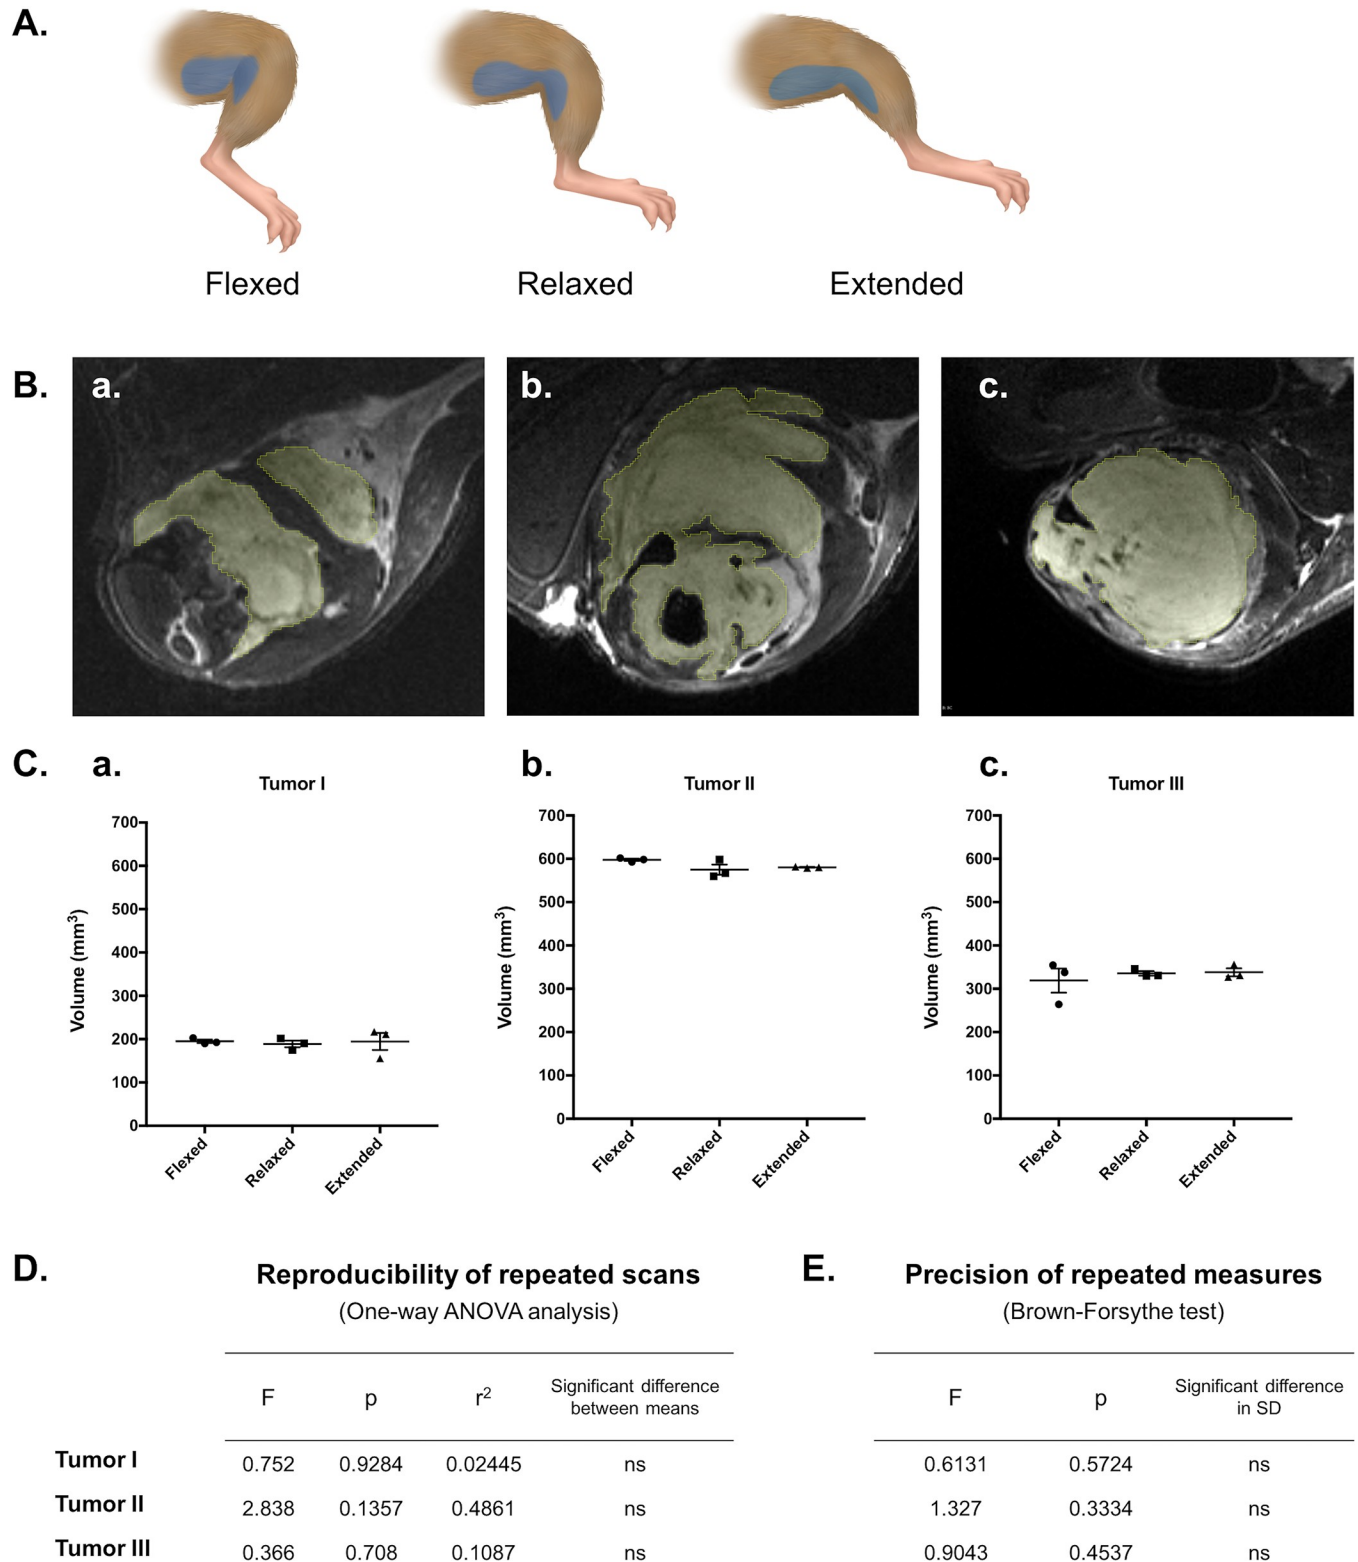 A.
Flexed Relaxed Extended
B. a. b. c.
C. a. b. c.
Tumor I
700
600
500
400
300
200
100
0
Volume (mm³)
Flexed Relaxed Extended
Tumor II
700
600
500
400
300
200
100
0
Volume (mm³)
Flexed Relaxed Extended
Tumor III
700
600
500
400
300
200
100
0
Volume (mm³)
Flexed Relaxed Extended
D.
Reproducibility of repeated scans
(One-way ANOVA analysis)
F p r² Significant difference
between means
Tumor I 0.752 0.9284 0.02445 ns
Tumor II 2.838 0.1357 0.4861 ns
Tumor III 0.366 0.708 0.1087 ns
E.
Precision of repeated measures
(Brown-Forsythe test)
F p Significant difference
in SD
0.6131 0.5724 ns
1.327 0.3334 ns
0.9043 0.4537 ns